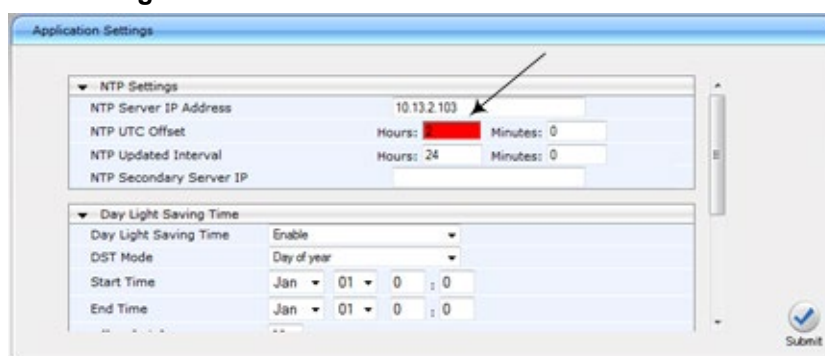 Application Settings
NTP Settings
NTP Server IP Address 10.13.2.103
NTP UTC Offset Hours: 2 Minutes: 0
NTP Updated Interval Hours: 24 Minutes: 0
NTP Secondary Server IP
Day Light Saving Time
Day Light Saving Time Enable
DST Mode Day of year
Start Time Jan 01 0 : 0
End Time Jan 01 0 : 0
Submit